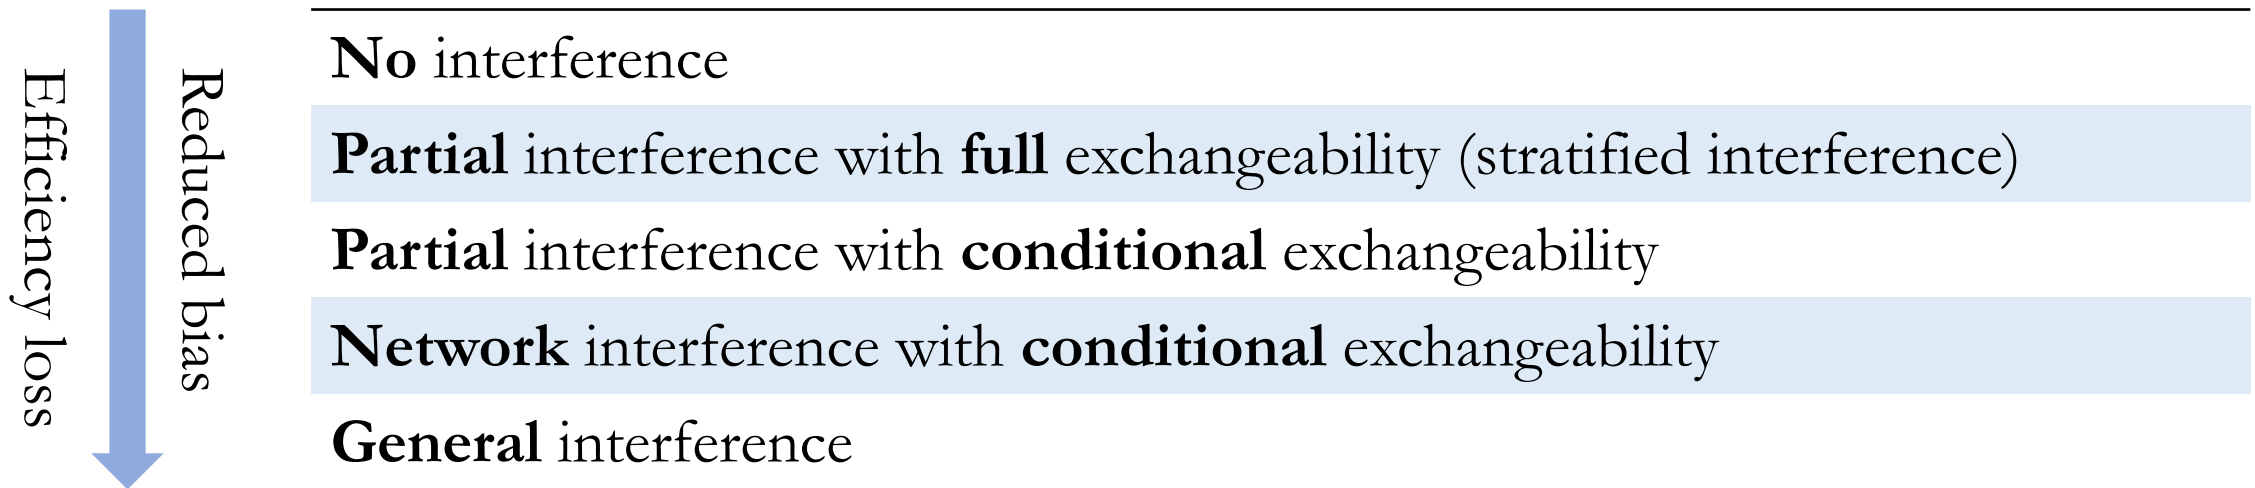 Efficiency loss
Reduced bias
No interference
Partial interference with full exchangeability (stratified interference)
Partial interference with conditional exchangeability
Network interference with conditional exchangeability
General interference